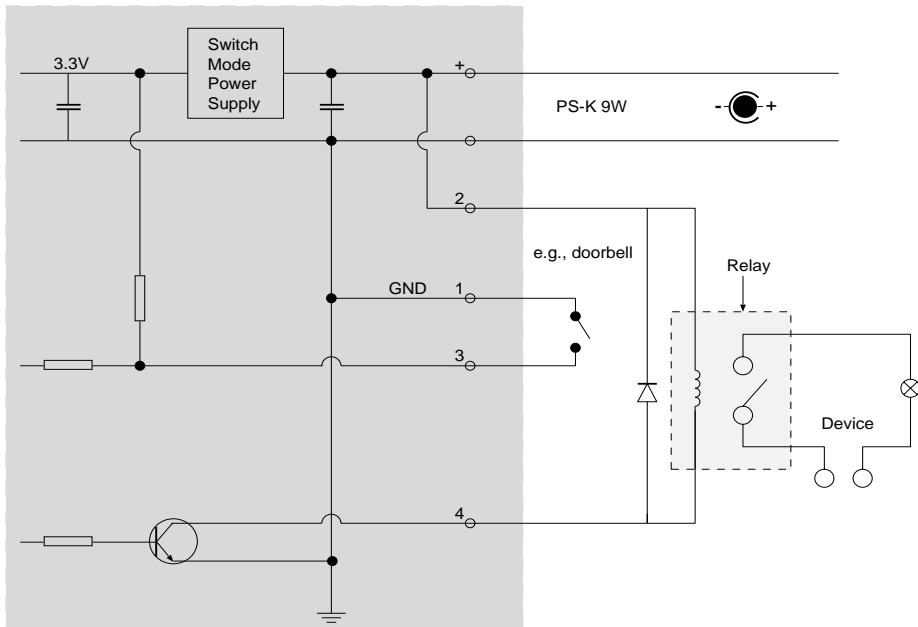 3.3V
Switch
Mode
Power
Supply
+
PS-K 9W
- +
2
e.g., doorbell
Relay
GND
1
3
Device
4